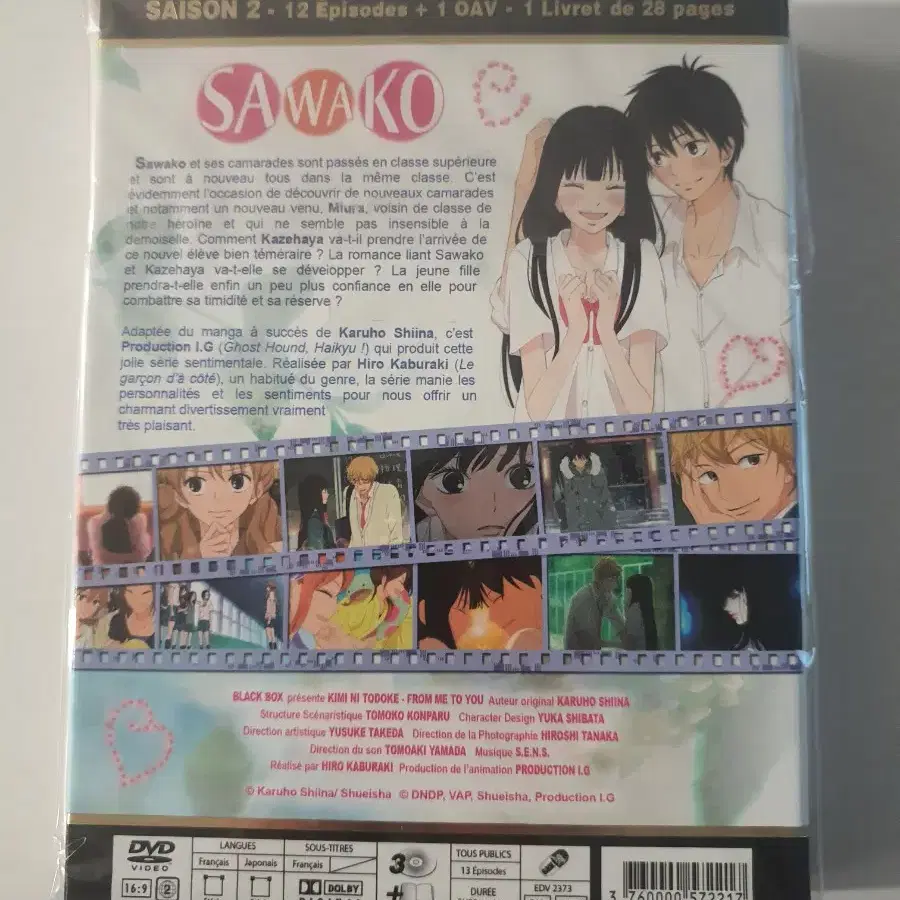 SAISON 2 - 12 Épisodes + 1 OAV - 1 Livret de 28 pages
SAWAKO
Sawako et ses camarades sont passés en classe supérieure
et sont à nouveau tous dans la même classe. C'est
évidemment l'occasion de découvrir de nouveaux camarades
et notamment un nouveau venu, Miura, voisin de classe de
notre héroïne et qui ne semble pas insensible à la
demoiselle. Comment Kazehaya va-t-il prendre l'arrivée de
ce nouvel élève bien téméraire ? La romance liant Sawako
et Kazehaya va-t-elle se développer ? La jeune fille
prendra-t-elle enfin un peu plus confiance en elle pour
combattre sa timidité et sa réserve ?
Adaptée du manga à succès de Karuho Shiina, c'est
Production I.G (Ghost Hound, Haikyu !) qui produit cette
jolie série sentimentale. Réalisée par Hiro Kaburaki (Le
garçon d'à côté), un habitué du genre, la série manie les
personnalités et les sentiments pour nous offrir un
charmant divertissement vraiment
très plaisant.
BLACK BOX présente KIMI NI TODOKE - FROM ME TO YOU Auteur original KARUHO SHIINA
Structure Scénaristique TOMOKO KONPARU Character Design YUKA SHIBATA
Direction artistique YUSUKE TAKEDA Direction de la Photographie HIROSHI TANAKA
Direction du son TOMOAKI YAMADA Musique S.E.N.S.
Réalisé par HIRO KABURAKI Production de l'animation PRODUCTION I.G
© Karuho Shiina/ Shueisha © DNDP, VAP, Shueisha, Production I.G
DVD VIDEO
16:9 2
LANGUES
Français Japonais
SOUS-TITRES
Français
DOLBY
3
+
TOUS PUBLICS
13 Épisodes
DURÉE
EDV 2373
3 760000 572217